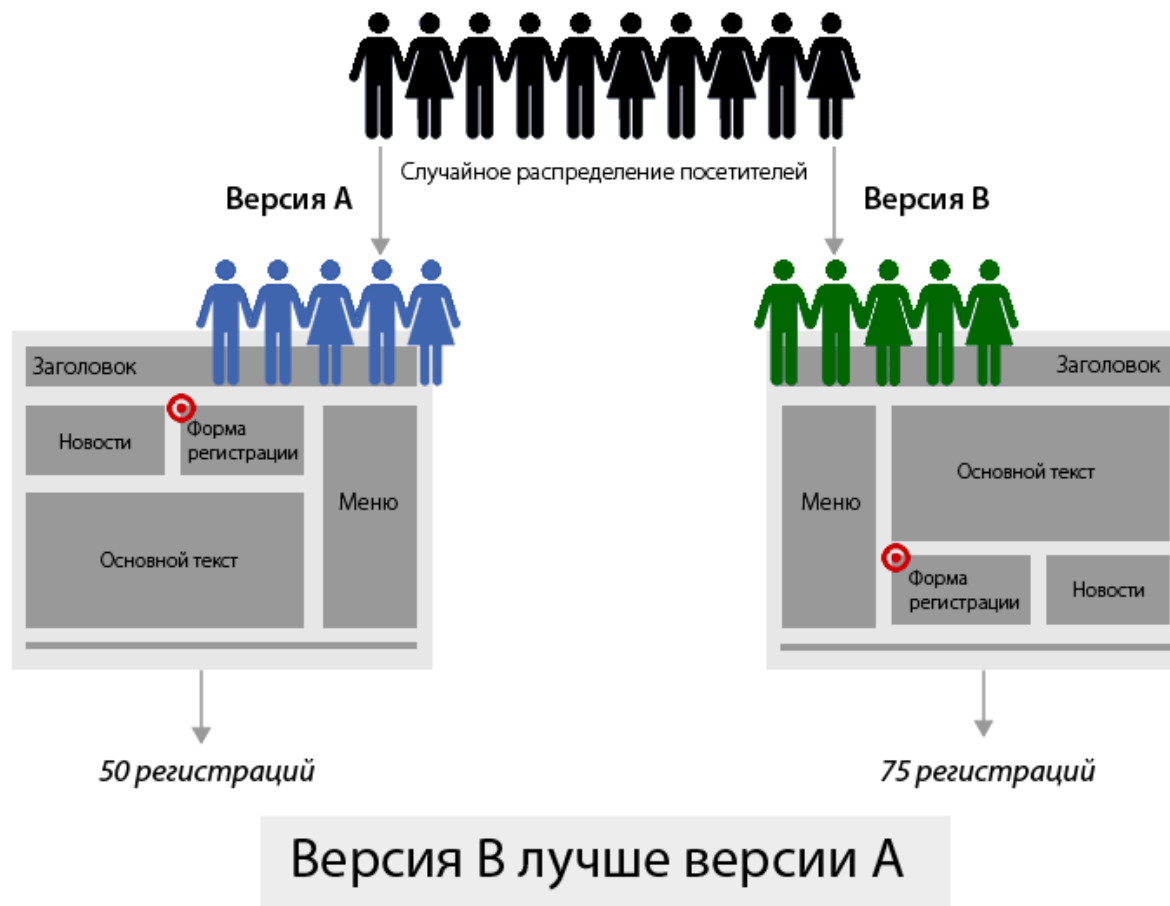 Случайное распределение посетителей
Версия A
Версия B
Заголовок
Новости
Форма
регистрации
Меню
Основной текст
Заголовок
Меню
Основной текст
Форма
регистрации
Новости
50 регистраций
75 регистраций
Версия B лучше версии A